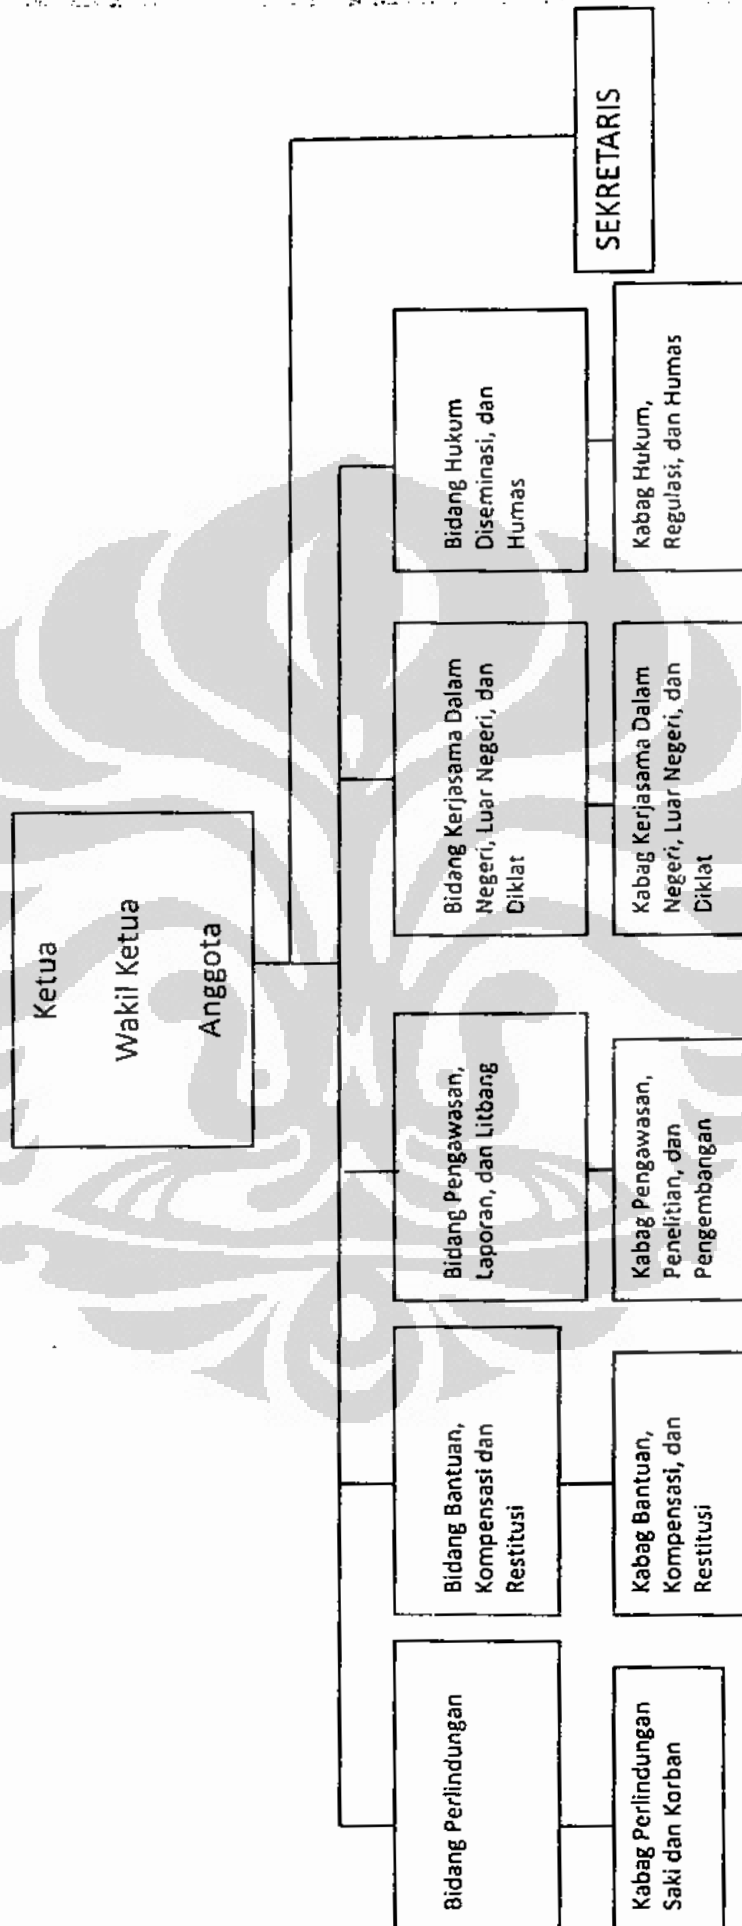 Ketua
Wakil Ketua
Anggota
SEKRETARIS
Bidang Perlindungan
Bidang Bantuan,
Kompensasi dan
Restitusi
Bidang Pengawasan,
Laporan, dan Litbang
Bidang Kerjasama Dalam
Negeri, Luar Negeri, dan
Diklat
Bidang Hukum
Diseminasi, dan
Humas
Kabag Perlindungan
Saki dan Korban
Kabag Bantuan,
Kompensasi, dan
Restitusi
Kabag Pengawasan,
Penelitian, dan
Pengembangan
Kabag Kerjasama Dalam
Negeri, Luar Negeri, dan
Diklat
Kabag Hukum,
Regulasi, dan Humas